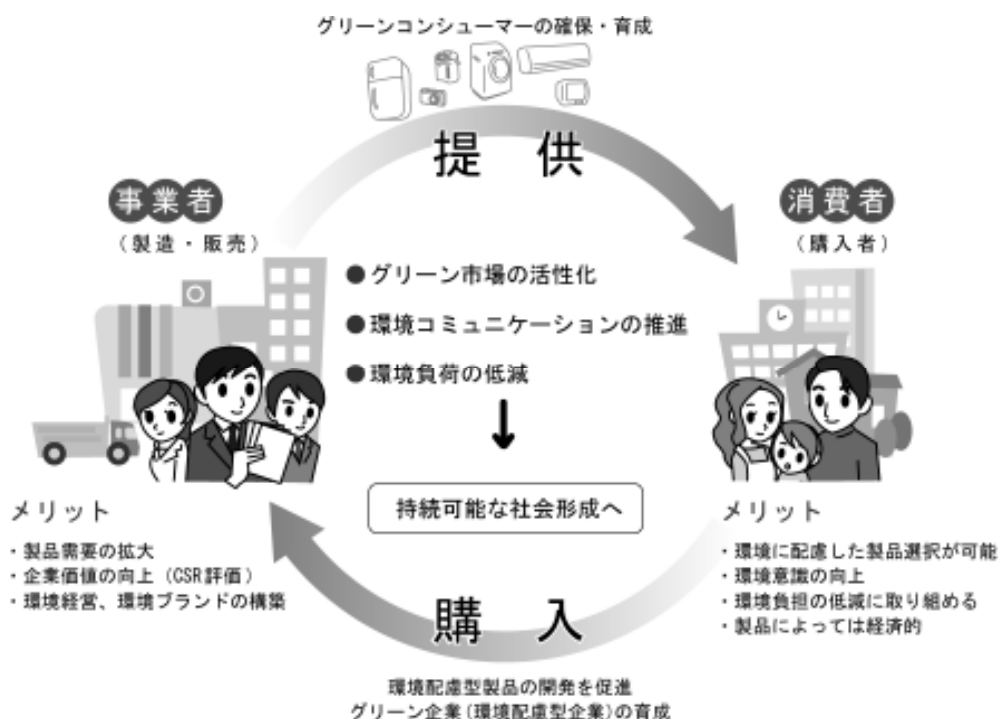 グリーンコンシューマーの確保・育成
提 供
事業者
（製造・販売）
消費者
（購入者）
●グリーン市場の活性化
●環境コミュニケーションの推進
●環境負荷の低減
持続可能な社会形成へ
メリット
・製品需要の拡大
・企業価値の向上（CSR評価）
・環境経営、環境ブランドの構築
メリット
・環境に配慮した製品選択が可能
・環境意識の向上
・環境負担の低減に取り組める
・製品によっては経済的
購 入
環境配慮型製品の開発を促進
グリーン企業（環境配慮型企業）の育成